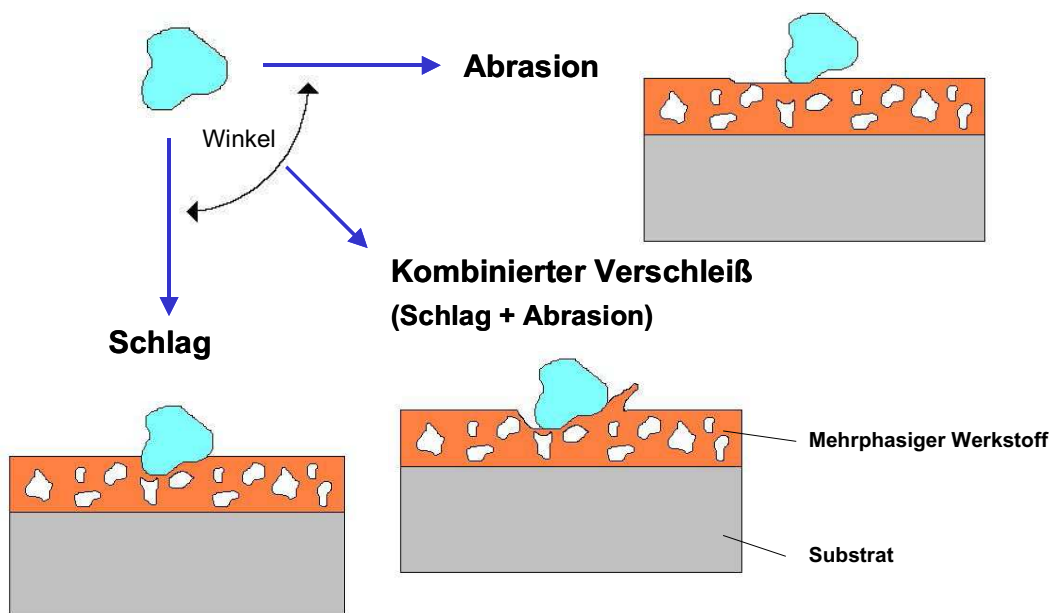 Abrasion
Winkel
Kombinierter Verschleiß
(Schlag + Abrasion)
Schlag
Mehrphasiger Werkstoff
Substrat